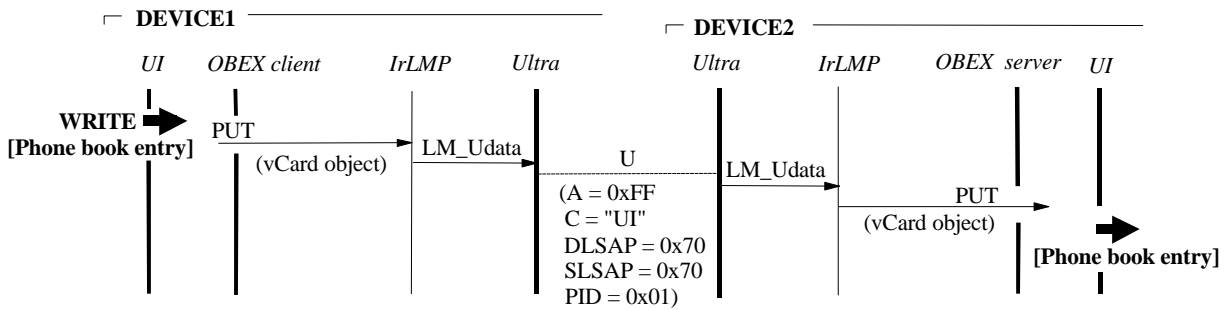 DEVICE1
DEVICE2
UI OBEX client IrLMP Ultra Ultra IrLMP OBEX server UI
WRITE
[Phone book entry]
PUT
(vCard object)
LM_Udata
U
(A = 0xFF
C = "UI"
DLSAP = 0x70
SLSAP = 0x70
PID = 0x01)
LM_Udata
PUT
(vCard object)
[Phone book entry]